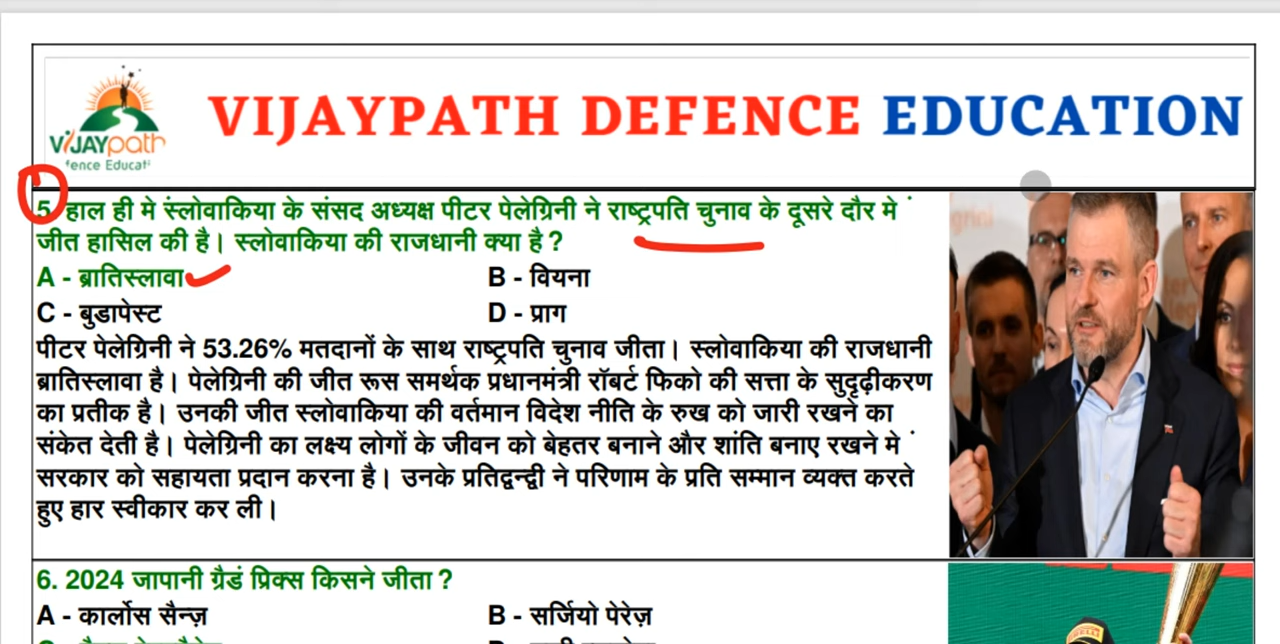 VIJAYPATH DEFENCE EDUCATION
VIJAYpath
fence Educati
5. हाल ही मे स्लोवाकिया के संसद अध्यक्ष पीटर पेलेग्रिनी ने राष्ट्रपति चुनाव के दूसरे दौर मे
जीत हासिल की है। स्लोवाकिया की राजधानी क्या है?
A - ब्रातिस्लावा
B - वियना
C - बुडापेस्ट
D - प्राग
पीटर पेलेग्रिनी ने 53.26% मतदानों के साथ राष्ट्रपति चुनाव जीता। स्लोवाकिया की राजधानी
ब्रातिस्लावा है। पेलेग्रिनी की जीत रूस समर्थक प्रधानमंत्री रॉबर्ट फिको की सत्ता के सुदृढ़ीकरण
का प्रतीक है। उनकी जीत स्लोवाकिया की वर्तमान विदेश नीति के रुख को जारी रखने का
संकेत देती है। पेलेग्रिनी का लक्ष्य लोगों के जीवन को बेहतर बनाने और शांति बनाए रखने मे
सरकार को सहायता प्रदान करना है। उनके प्रतिद्वन्द्वी ने परिणाम के प्रति सम्मान व्यक्त करते
हुए हार स्वीकार कर ली।
6. 2024 जापानी ग्रैडं प्रिक्स किसने जीता?
A - कार्लोस सैन्ज़
B - सर्जियो पेरेज़